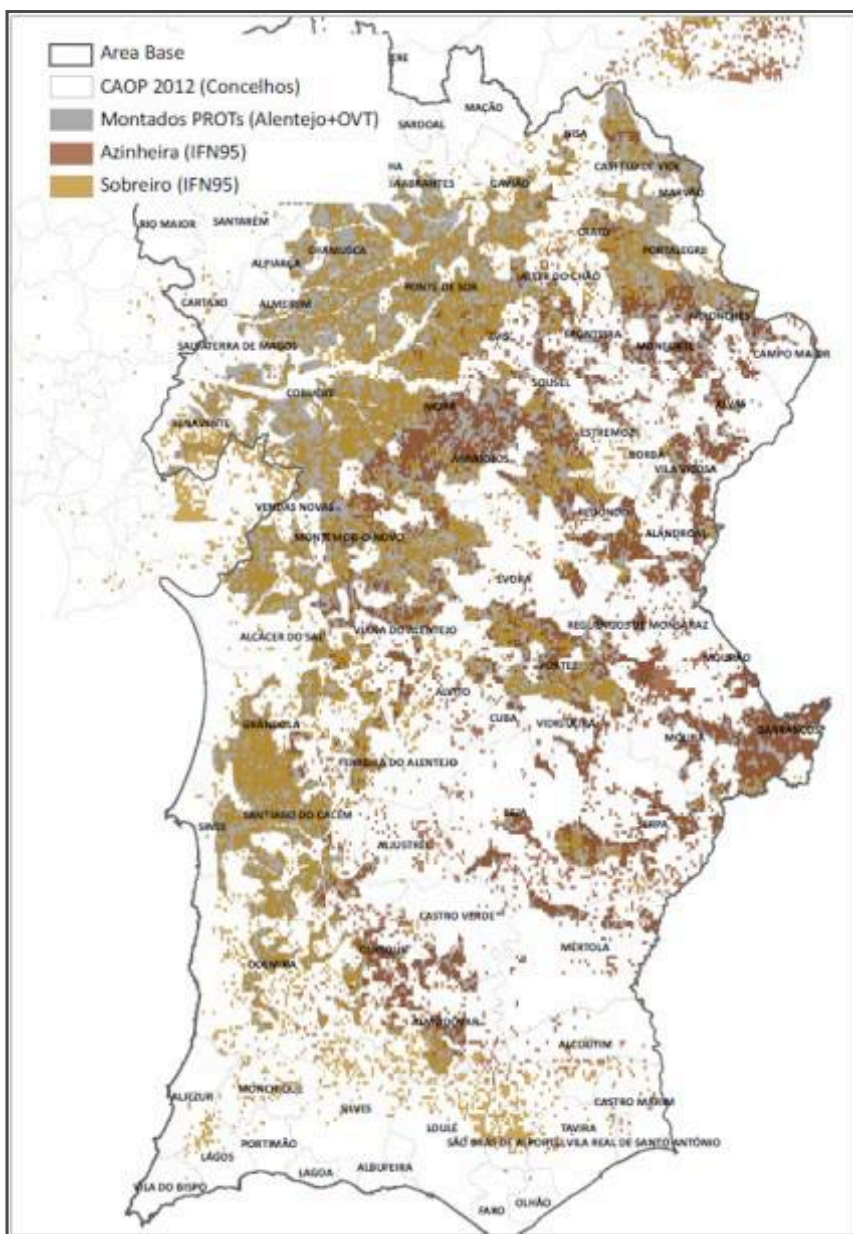 Area Base
CAOP 2012 (Concelhos)
Montados PROTs (Alentejo+OVT)
Azinheira (IFN95)
Sobreiro (IFN95)
MAÇÃO
SARDOAL
NISA
ABRANTES
GAVIÃO
CASTELO DE VIDE
MARVÃO
RIO MAIOR
SANTARÉM
CRATO
CHAMUSCA
PORTALEGRE
ALPIARÇA
PONTE DE SOR
ALTER DO CHÃO
CARTAXO
ALMEIRIM
ARRONCHES
AVIS
FRONTEIRA
MONFORTE
SALVATERRA DE MAGOS
CAMPO MAIOR
SOUSEL
CORUCHE
MORA
ELVAS
BENAVENTE
ESTREMOZ
BORBA
ARRAIOLOS
VILA VIÇOSA
VENDAS NOVAS
REDONDO
ALANDROAL
MONTEMOR-O-NOVO
EVORA
REGUENGOS DE MONSARAZ
ALCÁCER DO SAL
VIANA DO ALENTEJO
MOURÃO
PORTEL
ALVITO
CUBA
VIDIGUEIRA
GRÂNDOLA
MOURA
BARRANCOS
FERREIRA DO ALENTEJO
SANTIAGO DO CACÉM
BEJA
SINES
SERPA
ALJUSTREL
CASTRO VERDE
MÉRTOLA
OURIQUE
ODEMIRA
ALMODÔVAR
ALCOUTIM
MONCHIQUE
ALJEZUR
CASTRO MARIM
SILVES
LOULÉ
TAVIRA
PORTIMÃO
SÃO BRÁS DE ALPORTEL
VILA REAL DE SANTO ANTÓNIO
LAGOS
ALBUFEIRA
LAGOA
VILA DO BISPO
OLHÃO
FARO